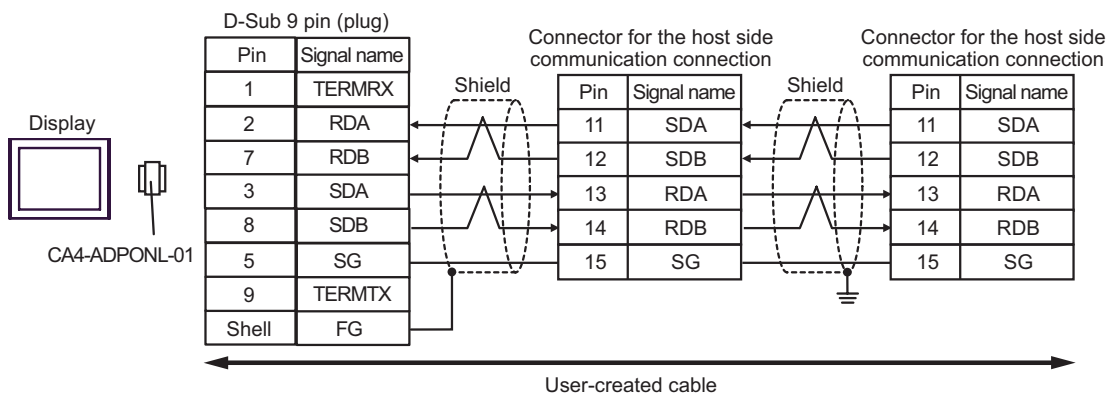 D-Sub 9 pin (plug)
Connector for the host side
communication connection
Connector for the host side
communication connection
Pin Signal name
1 TERMRX
2 RDA
7 RDB
3 SDA
8 SDB
5 SG
9 TERMTX
Shell FG
Shield
Pin Signal name
11 SDA
12 SDB
13 RDA
14 RDB
15 SG
Shield
Pin Signal name
11 SDA
12 SDB
13 RDA
14 RDB
15 SG
Display
CA4-ADPONL-01
User-created cable